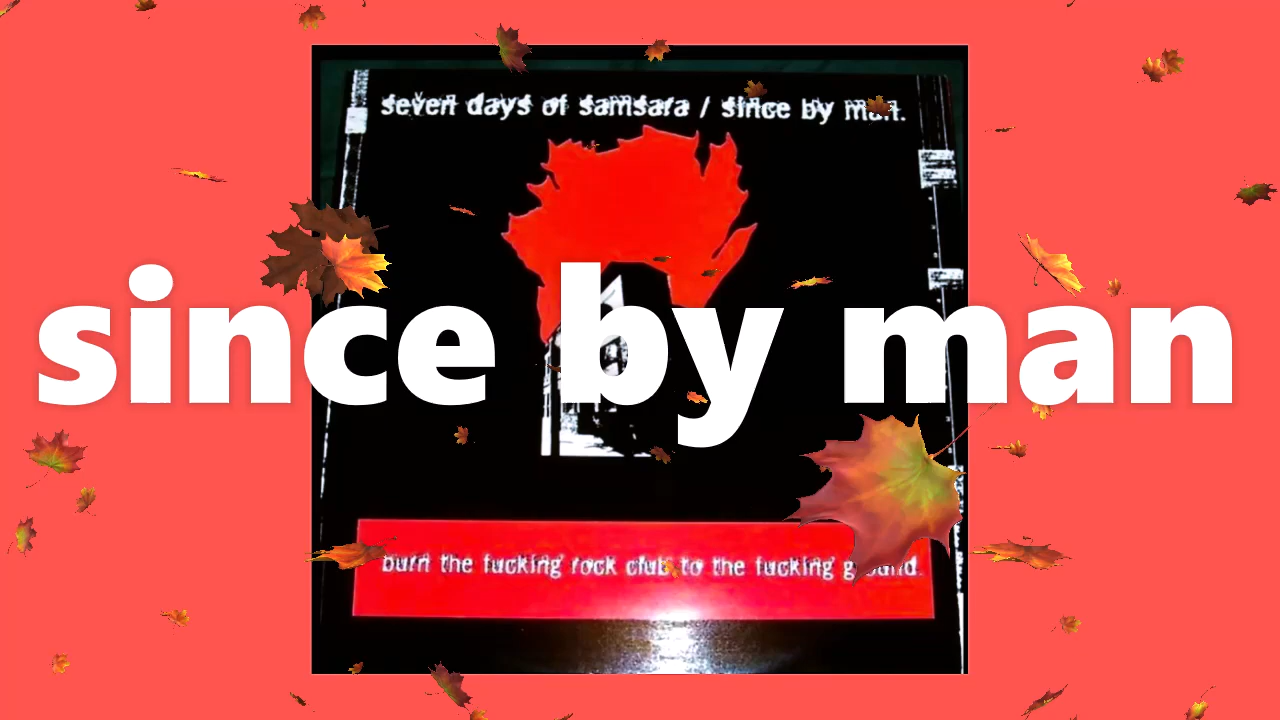 seven days of samsara / since by man.
since by man
burn the fucking rock club to the fucking ground.